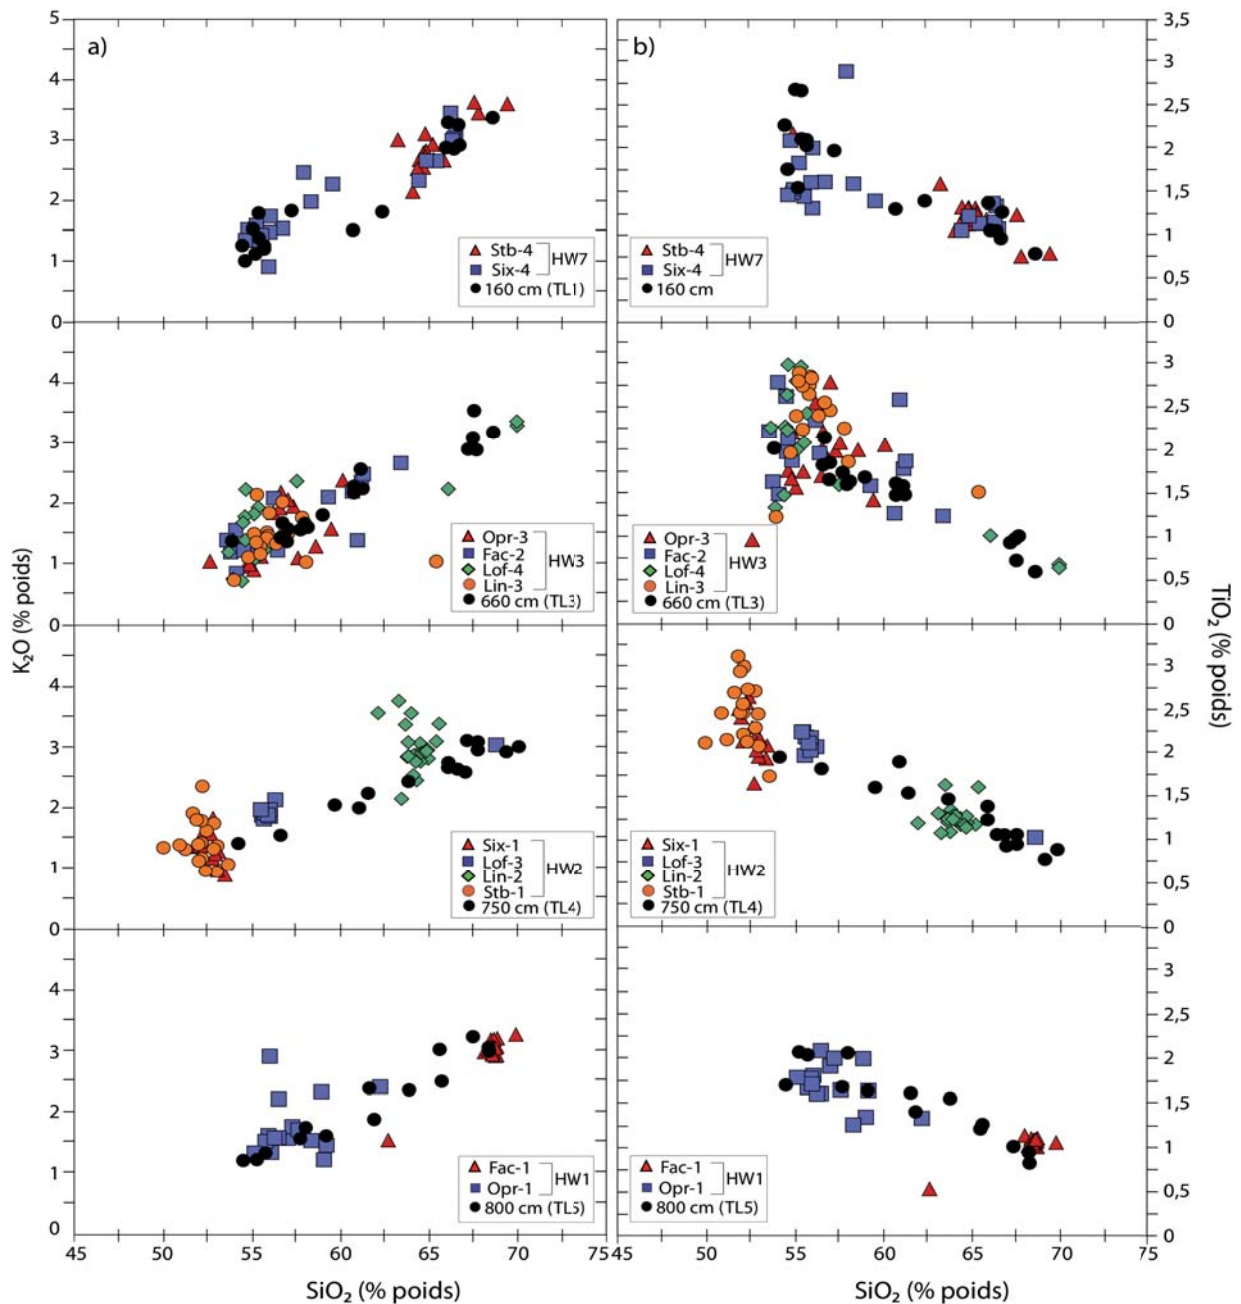 a)
5
4
3
2
1
0
Stb-4
Six-4
HW7
160 cm (TL1)
4
3
2
1
0
Opr-3
Fac-2
Lof-4
Lin-3
HW3
660 cm (TL3)
4
3
2
1
0
Six-1
Lof-3
Lin-2
Stb-1
HW2
750 cm (TL4)
4
3
2
1
0
Fac-1
Opr-1
HW1
800 cm (TL5)
45 50 55 60 65 70 75
SiO₂ (% poids)
K₂O (% poids)
b)
3,5
3
2,5
2
1,5
1
0,5
0
Stb-4
Six-4
HW7
160 cm
3
2,5
2
1,5
1
0,5
0
Opr-3
Fac-2
Lof-4
Lin-3
HW3
660 cm (TL3)
3
2,5
2
1,5
1
0,5
0
Six-1
Lof-3
Lin-2
Stb-1
HW2
750 cm (TL4)
3
2,5
2
1,5
1
0,5
0
Fac-1
Opr-1
HW1
800 cm (TL5)
45 50 55 60 65 70 75
SiO₂ (% poids)
TiO₂ (% poids)